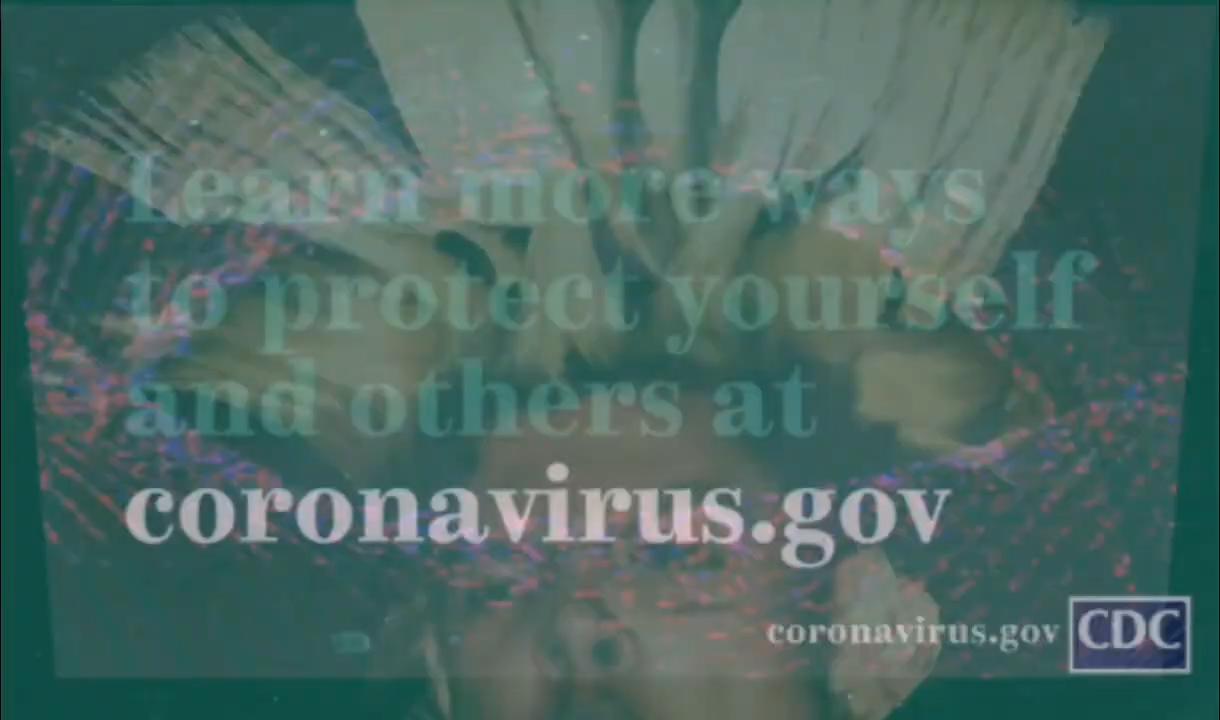 Learn more ways
to protect yourself
and others at
coronavirus.gov
coronavirus.gov CDC